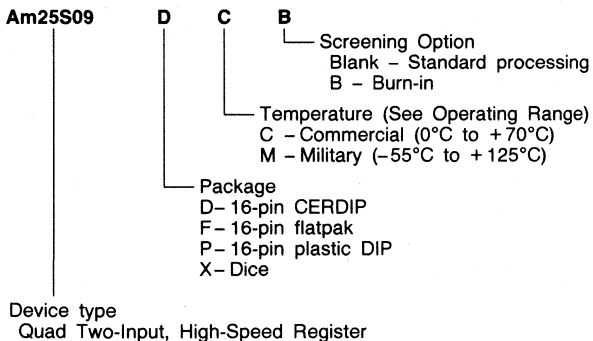 Am25S09 D C B
Screening Option
Blank – Standard processing
B – Burn-in
Temperature (See Operating Range)
C – Commercial (0°C to +70°C)
M – Military (–55°C to +125°C)
Package
D – 16-pin CERDIP
F – 16-pin flatpak
P – 16-pin plastic DIP
X – Dice
Device type
Quad Two-Input, High-Speed Register